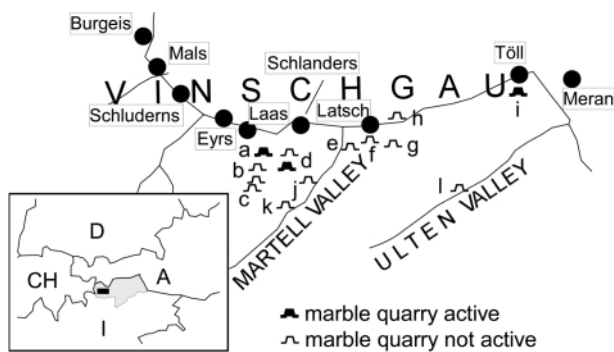 Burgeis
Mals
Schlanders
Töll
VINSCHGAU
Meran
Schluderns
Laas
Latsch
Eyrs
i
h
a
d
e
f
g
b
c
j
k
l
MARTELL VALLEY
ULTEN VALLEY
D
CH
A
I
marble quarry active
marble quarry not active